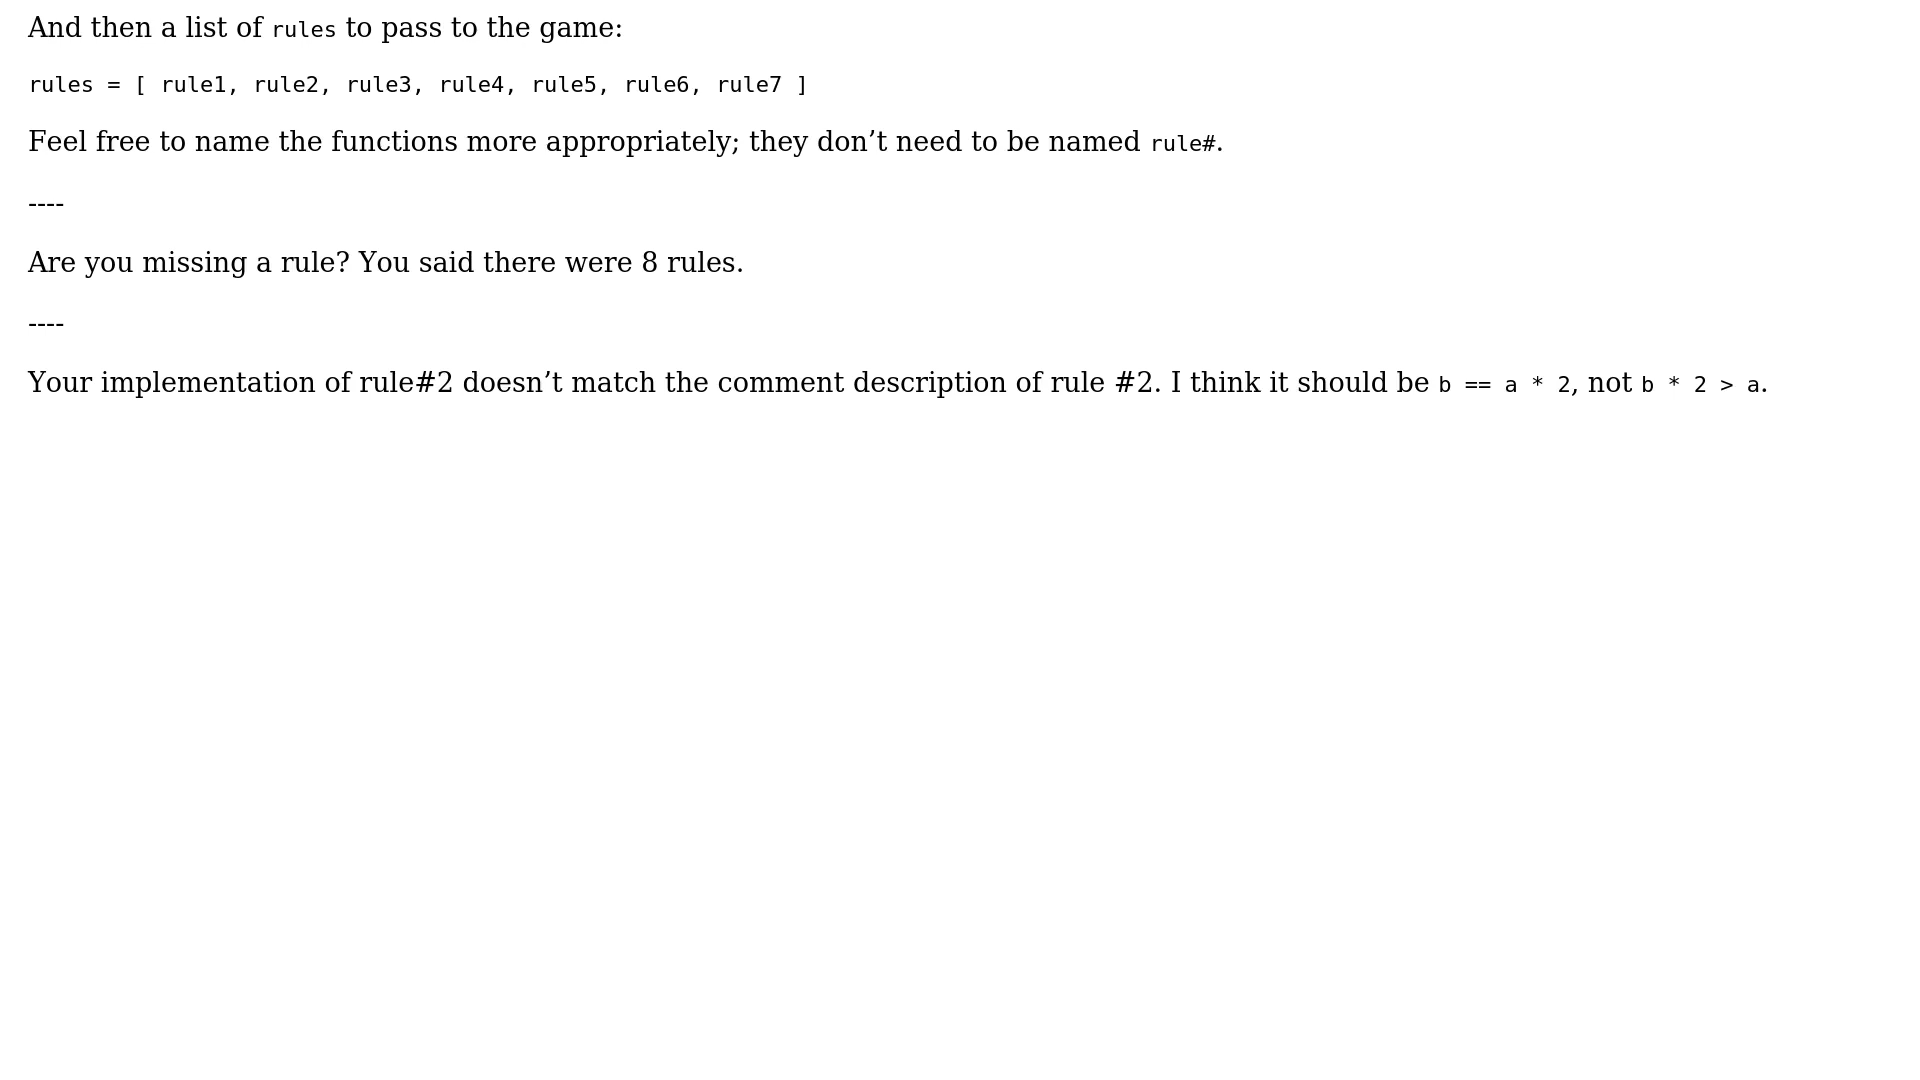 And then a list of rules to pass to the game:
rules = [ rule1, rule2, rule3, rule4, rule5, rule6, rule7 ]
Feel free to name the functions more appropriately; they don’t need to be named rule#.
----
Are you missing a rule? You said there were 8 rules.
----
Your implementation of rule#2 doesn’t match the comment description of rule #2. I think it should be b == a * 2, not b * 2 > a.